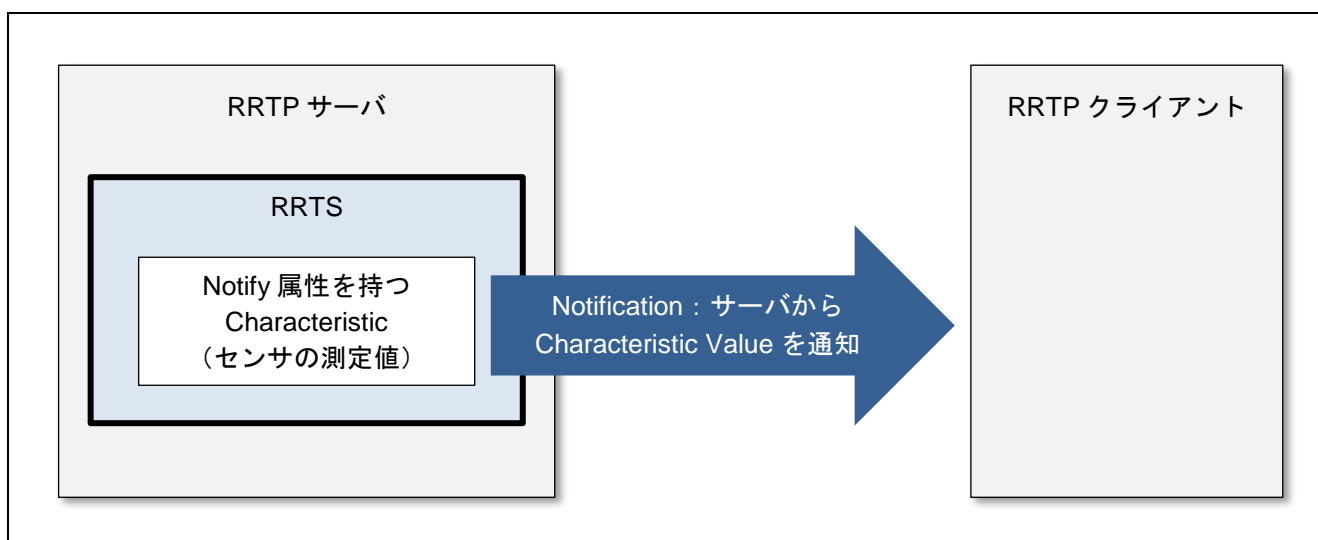 RRTP サーバ
RRTP クライアント
RRTS
Notify 属性を持つ
Characteristic
（センサの測定値）
Notification：サーバから
Characteristic Value を通知